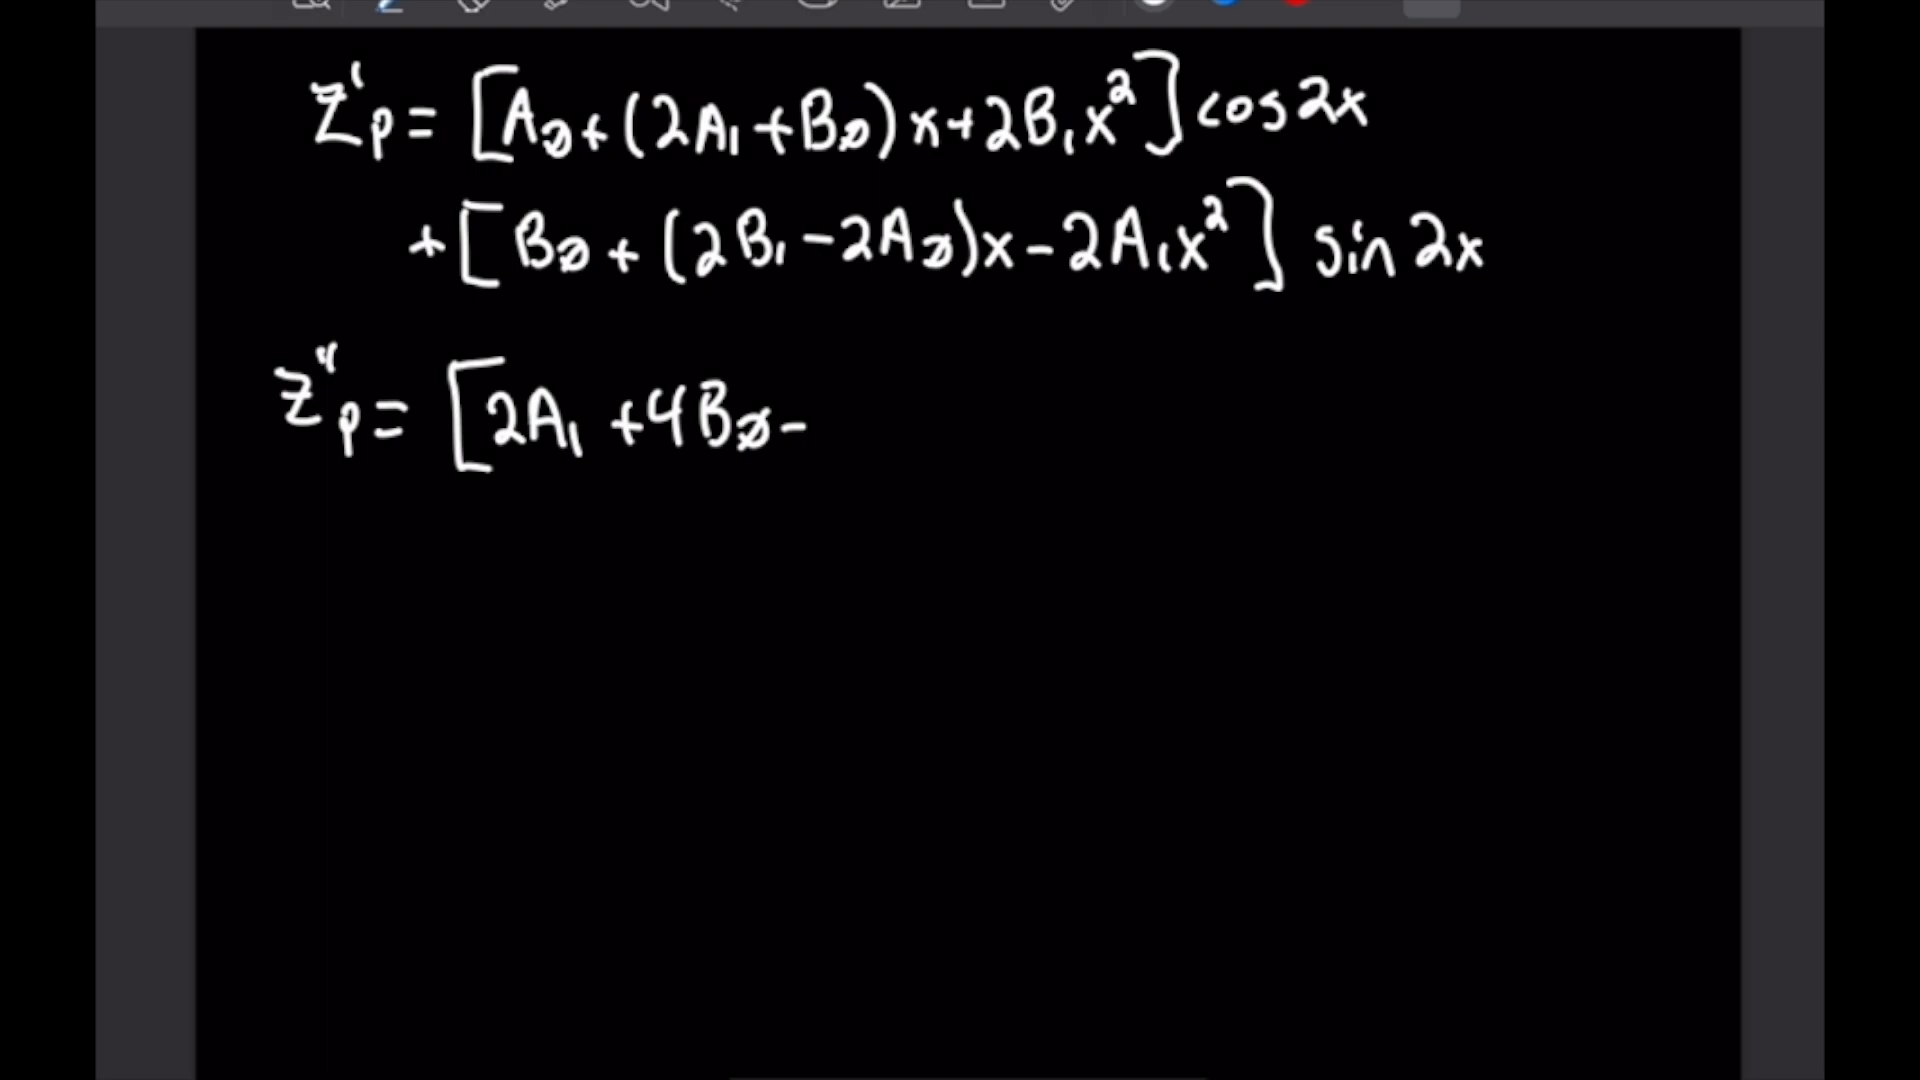 z'p = [A∅ + (2A₁ + B∅)x + 2B₁x²] cos 2x
+ [B∅ + (2B₁ - 2A∅)x - 2A₁x²] sin 2x
z"p = [2A₁ + 4B∅ -